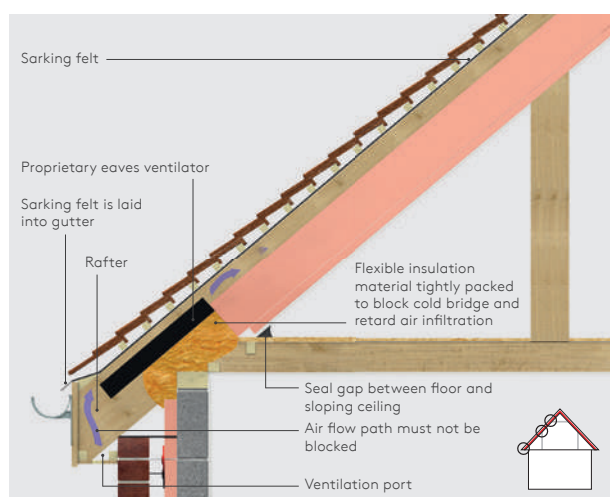 Sarking felt
Proprietary eaves ventilator
Sarking felt is laid
into gutter
Rafter
Flexible insulation
material tightly packed
to block cold bridge and
retard air infiltration
Seal gap between floor and
sloping ceiling
Air flow path must not be
blocked
Ventilation port